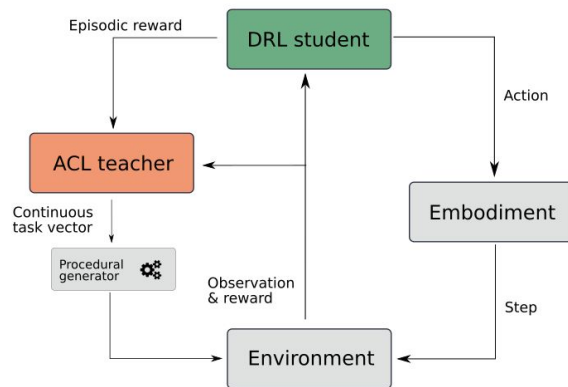 Episodic reward
DRL student
Action
ACL teacher
Continuous
task vector
Embodiment
Procedural
generator
Observation
& reward
Step
Environment